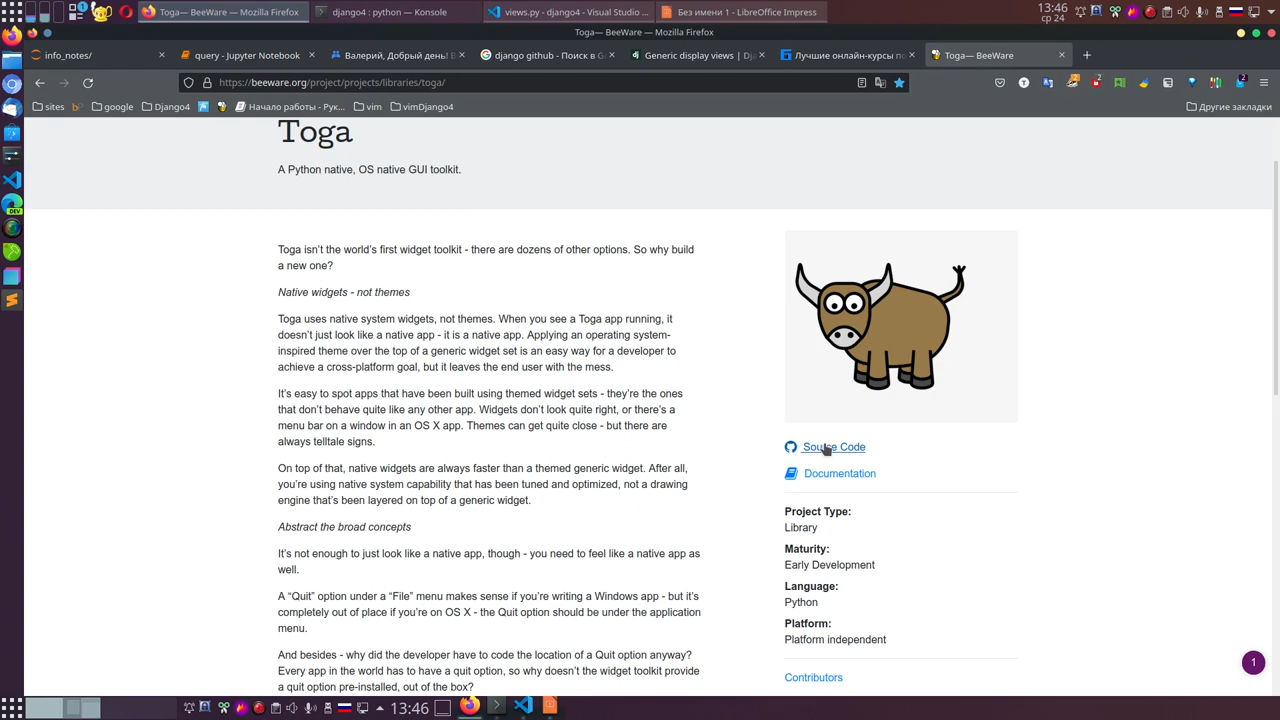 Toga— BeeWare — Mozilla Firefox
django4 : python — Konsole
views.py - django4 - Visual Studio ...
Без имени 1 - LibreOffice Impress
13:46
ср 24
Toga— BeeWare — Mozilla Firefox
info_notes/
query - Jupyter Notebook
Валерий, Добрый день! В
django github - Поиск в G
Generic display views | Dj
Лучшие онлайн-курсы по
Toga— BeeWare
https://beeware.org/project/projects/libraries/toga/
sites
google
Django4
Начало работы - Рук...
vim
vimDjango4
Другие закладки
Toga
A Python native, OS native GUI toolkit.
Toga isn't the world's first widget toolkit - there are dozens of other options. So why build
a new one?
Native widgets - not themes
Toga uses native system widgets, not themes. When you see a Toga app running, it
doesn't just look like a native app - it is a native app. Applying an operating system-
inspired theme over the top of a generic widget set is an easy way for a developer to
achieve a cross-platform goal, but it leaves the end user with the mess.
It's easy to spot apps that have been built using themed widget sets - they're the ones
that don't behave quite like any other app. Widgets don't look quite right, or there's a
menu bar on a window in an OS X app. Themes can get quite close - but there are
always telltale signs.
On top of that, native widgets are always faster than a themed generic widget. After all,
you're using native system capability that has been tuned and optimized, not a drawing
engine that's been layered on top of a generic widget.
Abstract the broad concepts
It's not enough to just look like a native app, though - you need to feel like a native app as
well.
A “Quit” option under a “File” menu makes sense if you're writing a Windows app - but it's
completely out of place if you're on OS X - the Quit option should be under the application
menu.
And besides - why did the developer have to code the location of a Quit option anyway?
Every app in the world has to have a quit option, so why doesn't the widget toolkit provide
a quit option pre-installed, out of the box?
Source Code
Documentation
Project Type:
Library
Maturity:
Early Development
Language:
Python
Platform:
Platform independent
Contributors
1
DEV
13:46